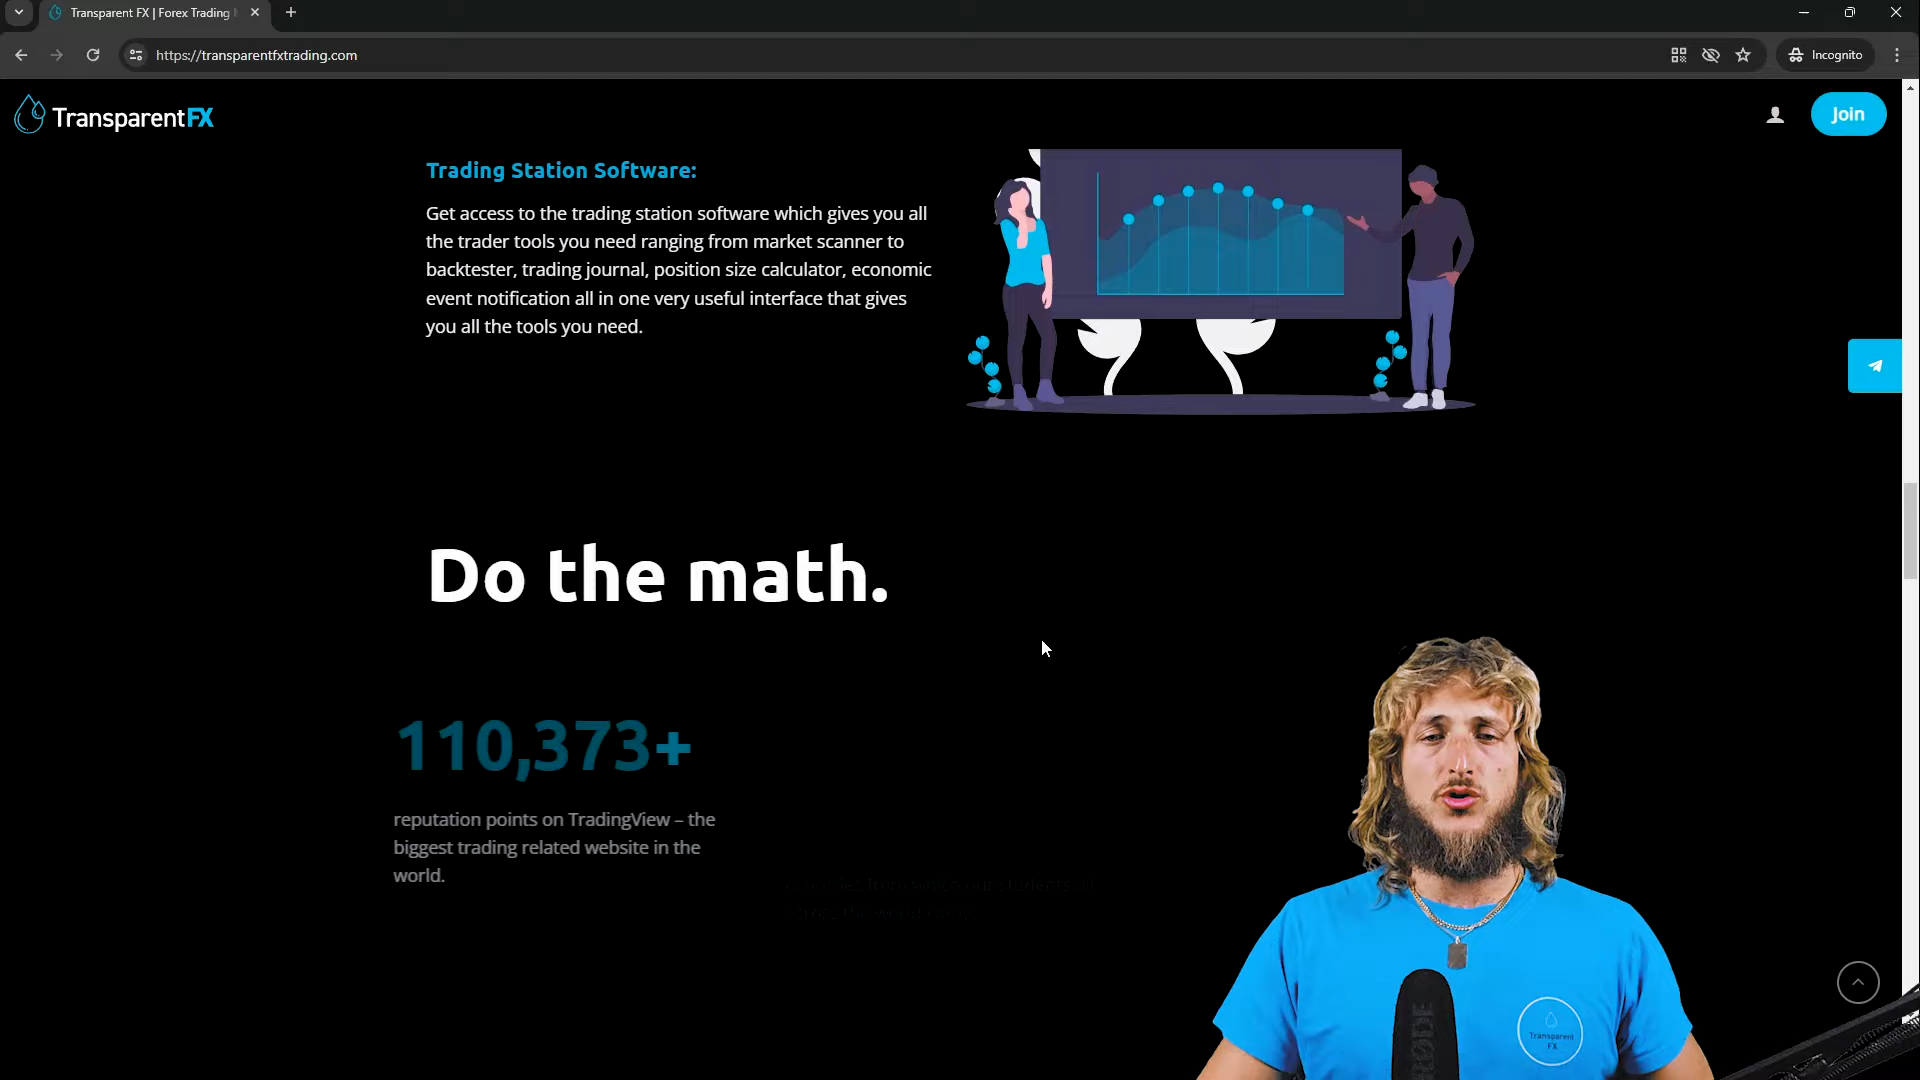 Transparent FX | Forex Trading
https://transparentfxtrading.com
Incognito
TransparentFX
Join
Trading Station Software:
Get access to the trading station software which gives you all
the trader tools you need ranging from market scanner to
backtester, trading journal, position size calculator, economic
event notification all in one very useful interface that gives
you all the tools you need.
Do the math.
110,373+
reputation points on TradingView – the
biggest trading related website in the
world.
RØDE
Transparent
FX